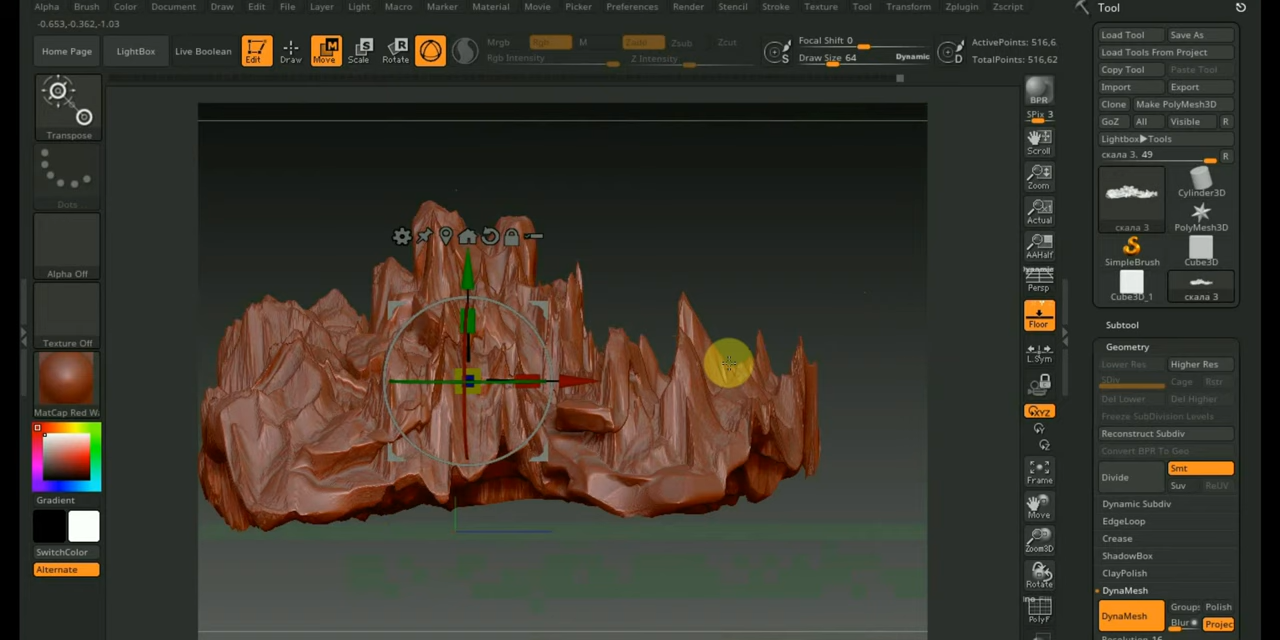 Alpha Brush Color Document Draw Edit File Layer Light Macro Marker Material Movie Picker Preferences Render Stencil Stroke Texture Tool Transform Zplugin Zscript
-0.653,-0.362,-1.03
Home Page LightBox Live Boolean Edit Draw Move Scale Rotate
Mrgb Rgb M Zadd Zsub Zcut
Rgb Intensity Z Intensity
S
Focal Shift 0
Draw Size 64 Dynamic
D
ActivePoints: 516,6
TotalPoints: 516,62
Transpose
Dots
Alpha Off
Texture Off
MatCap Red Wa
Gradient
SwitchColor
Alternate
BPR
SPix 3
Scroll
Zoom
Actual
AAHalf
Dynamic
Persp
Floor
L.Sym
XYZ
Frame
Move
Zoom3D
Rotate
PolyF
Tool
Load Tool Save As
Load Tools From Project
Copy Tool Paste Tool
Import Export
Clone Make PolyMesh3D
GoZ All Visible R
Lightbox▶Tools
скала 3. 49 R
скала 3
Cylinder3D
PolyMesh3D
SimpleBrush
Cube3D
Cube3D_1
скала 3
Subtool
Geometry
Lower Res Higher Res
SDiv Cage Rstr
Del Lower Del Higher
Freeze SubDivision Levels
Reconstruct Subdiv
Convert BPR To Geo
Divide
Smt
Suv ReUV
Dynamic Subdiv
EdgeLoop
Crease
ShadowBox
ClayPolish
DynaMesh
DynaMesh
Groups Polish
Blur Projec